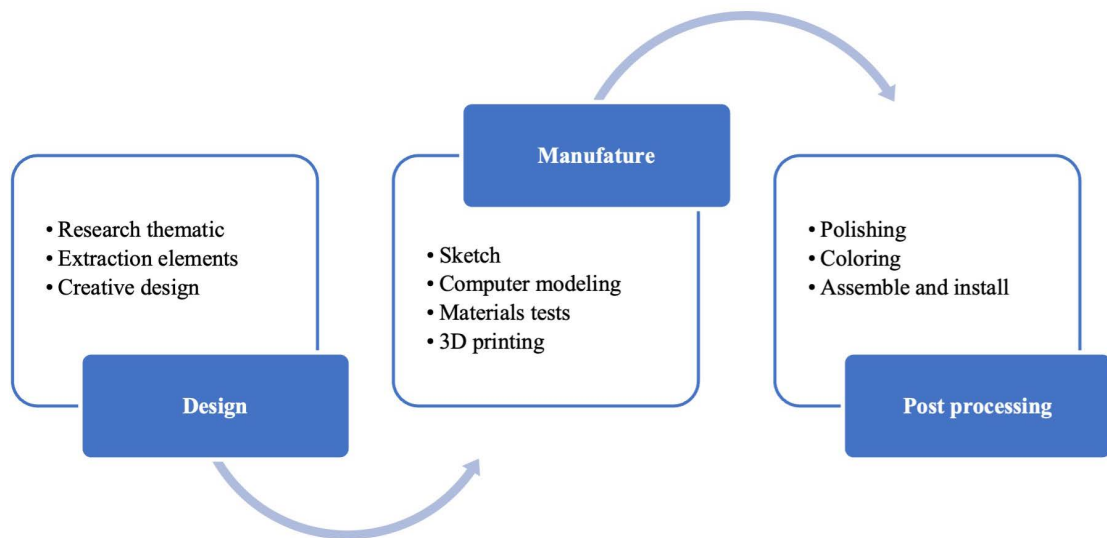 • Research thematic
• Extraction elements
• Creative design
Design
Manufature
• Sketch
• Computer modeling
• Materials tests
• 3D printing
• Polishing
• Coloring
• Assemble and install
Post processing